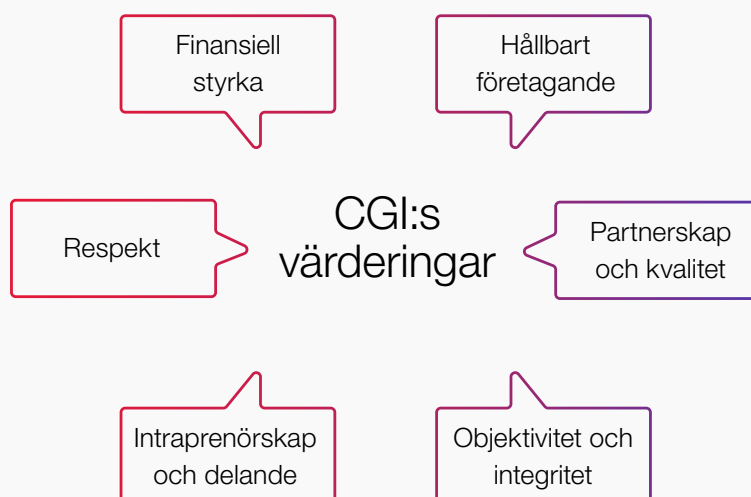 Finansiell
styrka
Hållbart
företagande
CGI:s
värderingar
Respekt
Partnerskap
och kvalitet
Intraprenörskap
och delande
Objektivitet och
integritet